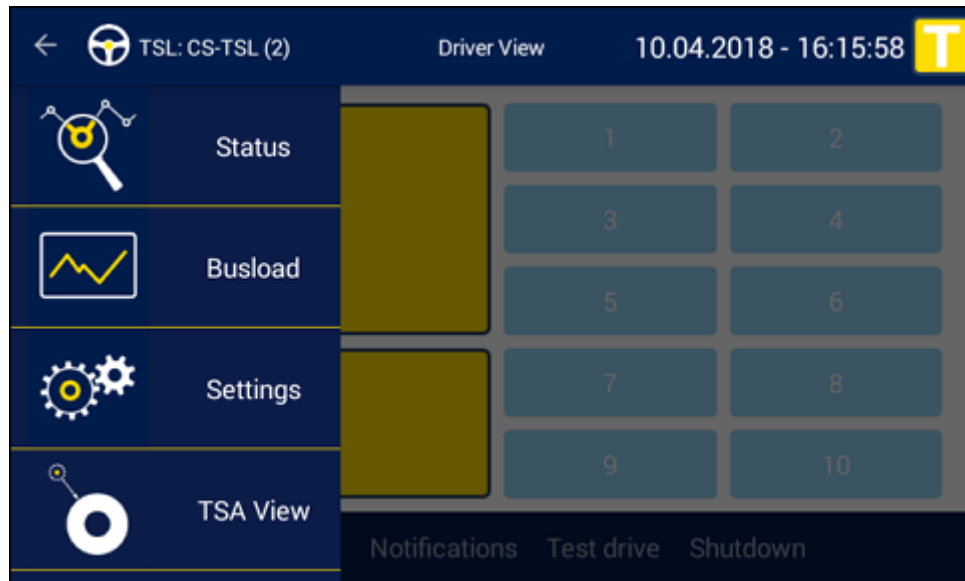 TSL: CS-TSL (2) Driver View 10.04.2018 - 16:15:58 T
Status
Busload
Settings
TSA View
1 2
3 4
5 6
7 8
9 10
Notifications Test drive Shutdown